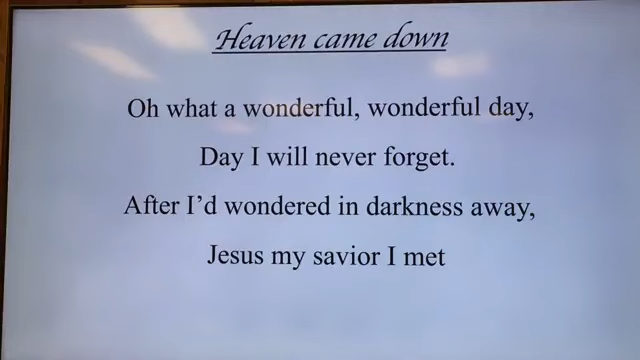 Heaven came down
Oh what a wonderful, wonderful day,
Day I will never forget.
After I’d wondered in darkness away,
Jesus my savior I met